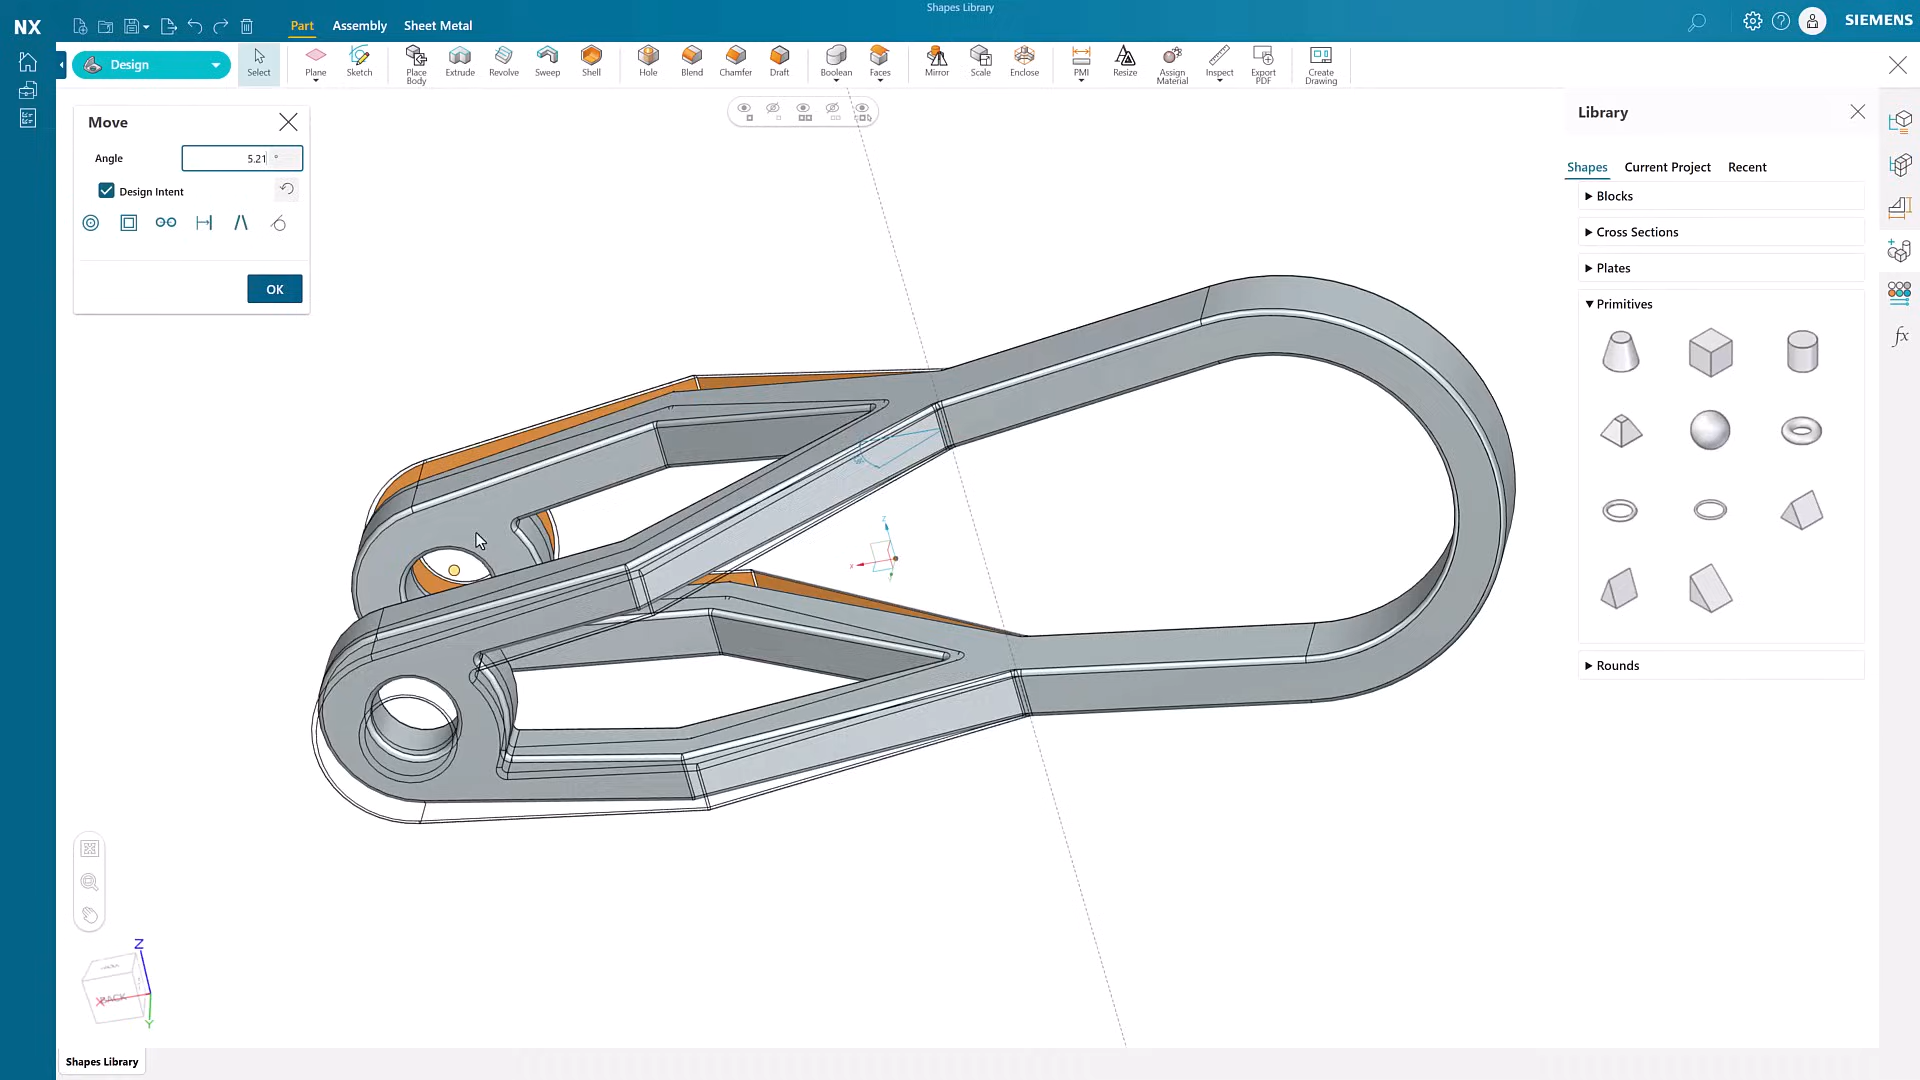 Shapes Library
NX
Part
Assembly
Sheet Metal
SIEMENS
Design
Select
Plane
Sketch
Place Body
Extrude
Revolve
Sweep
Shell
Hole
Blend
Chamfer
Draft
Boolean
Faces
Mirror
Scale
Enclose
PMI
Resize
Assign Material
Inspect
Export PDF
Create Drawing
Move
Angle
5.21 °
Design Intent
OK
Library
Shapes
Current Project
Recent
Blocks
Cross Sections
Plates
Primitives
Rounds
fx
Z
X
Z
X
BACK
Y
Shapes Library